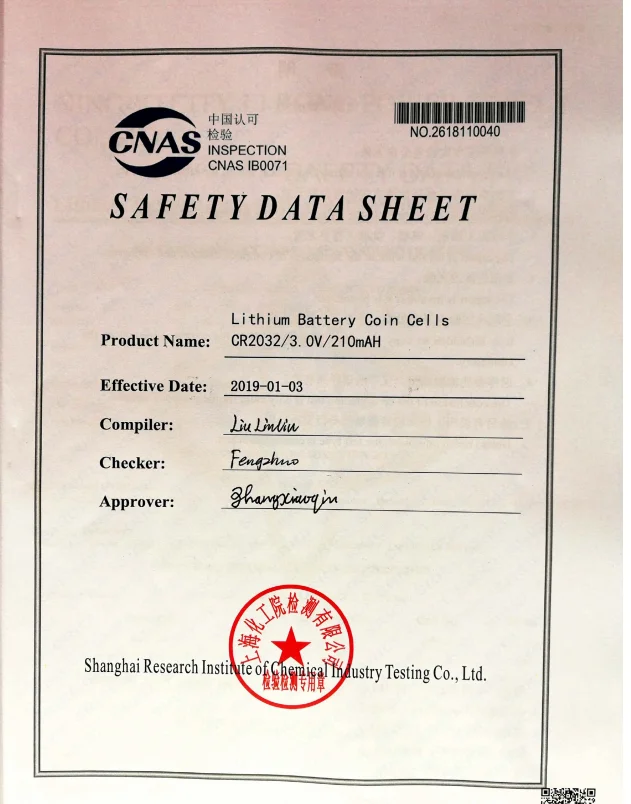 CNAS
中国认可
检验
INSPECTION
CNAS IB0071
NO.2618110040
SAFETY DATA SHEET
Lithium Battery Coin Cells
Product Name: CR2032/3.0V/210mAH
Effective Date: 2019-01-03
Compiler: Liu Linliu
Checker: Fengzhuo
Approver: Zhangxiaoqin
上海化工院检测有限公司
Shanghai Research Institute of Chemical Industry Testing Co., Ltd.
检验检测专用章